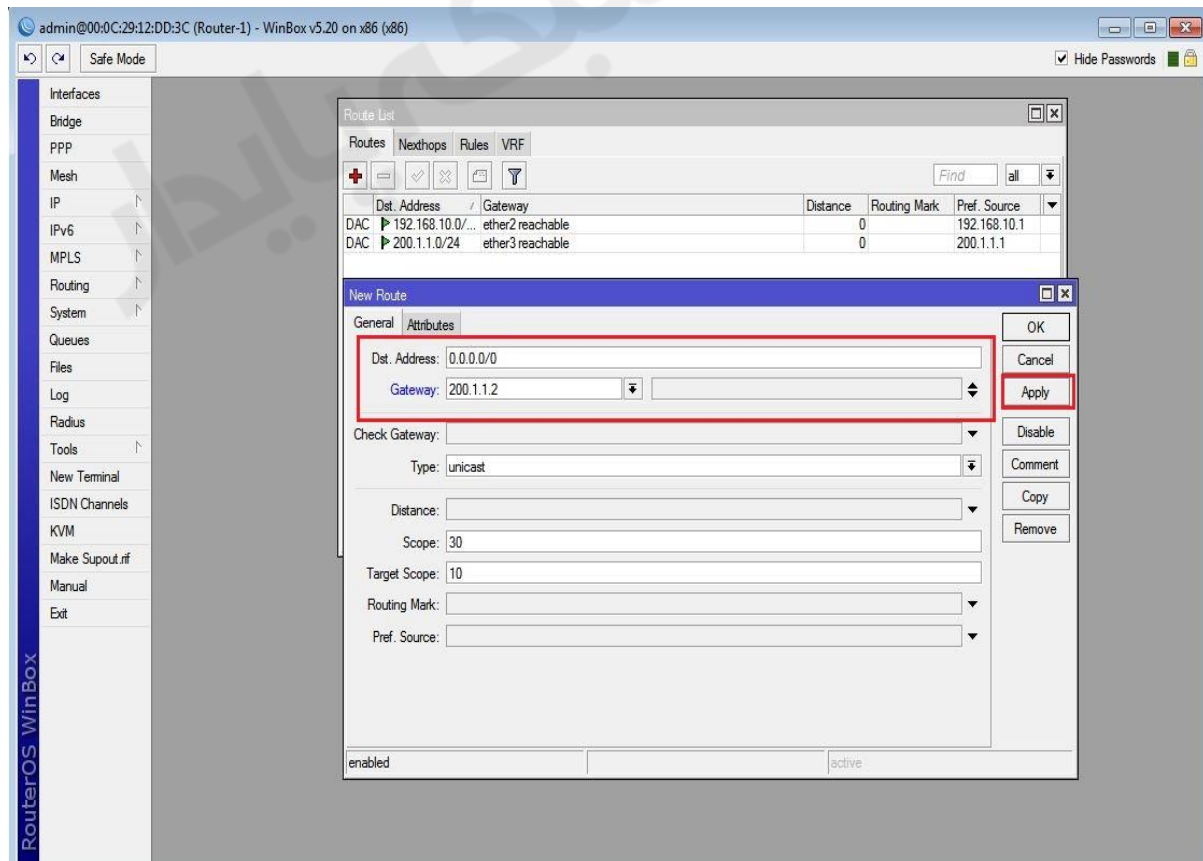 admin@00:0C:29:12:DD:3C (Router-1) - WinBox v5.20 on x86 (x86)
Safe Mode
Hide Passwords
Interfaces
Bridge
PPP
Mesh
IP
IPv6
MPLS
Routing
System
Queues
Files
Log
Radius
Tools
New Terminal
ISDN Channels
KVM
Make Supout.rif
Manual
Exit
RouterOS WinBox
Route List
Routes Nexthops Rules VRF
Find all
Dst. Address / Gateway Distance Routing Mark Pref. Source
DAC 192.168.10.0/... ether2 reachable 0 192.168.10.1
DAC 200.1.1.0/24 ether3 reachable 0 200.1.1.1
New Route
General Attributes
OK
Dst. Address: 0.0.0.0/0
Cancel
Gateway: 200.1.1.2
Apply
Check Gateway:
Disable
Type: unicast
Comment
Copy
Distance:
Remove
Scope: 30
Target Scope: 10
Routing Mark:
Pref. Source:
enabled active